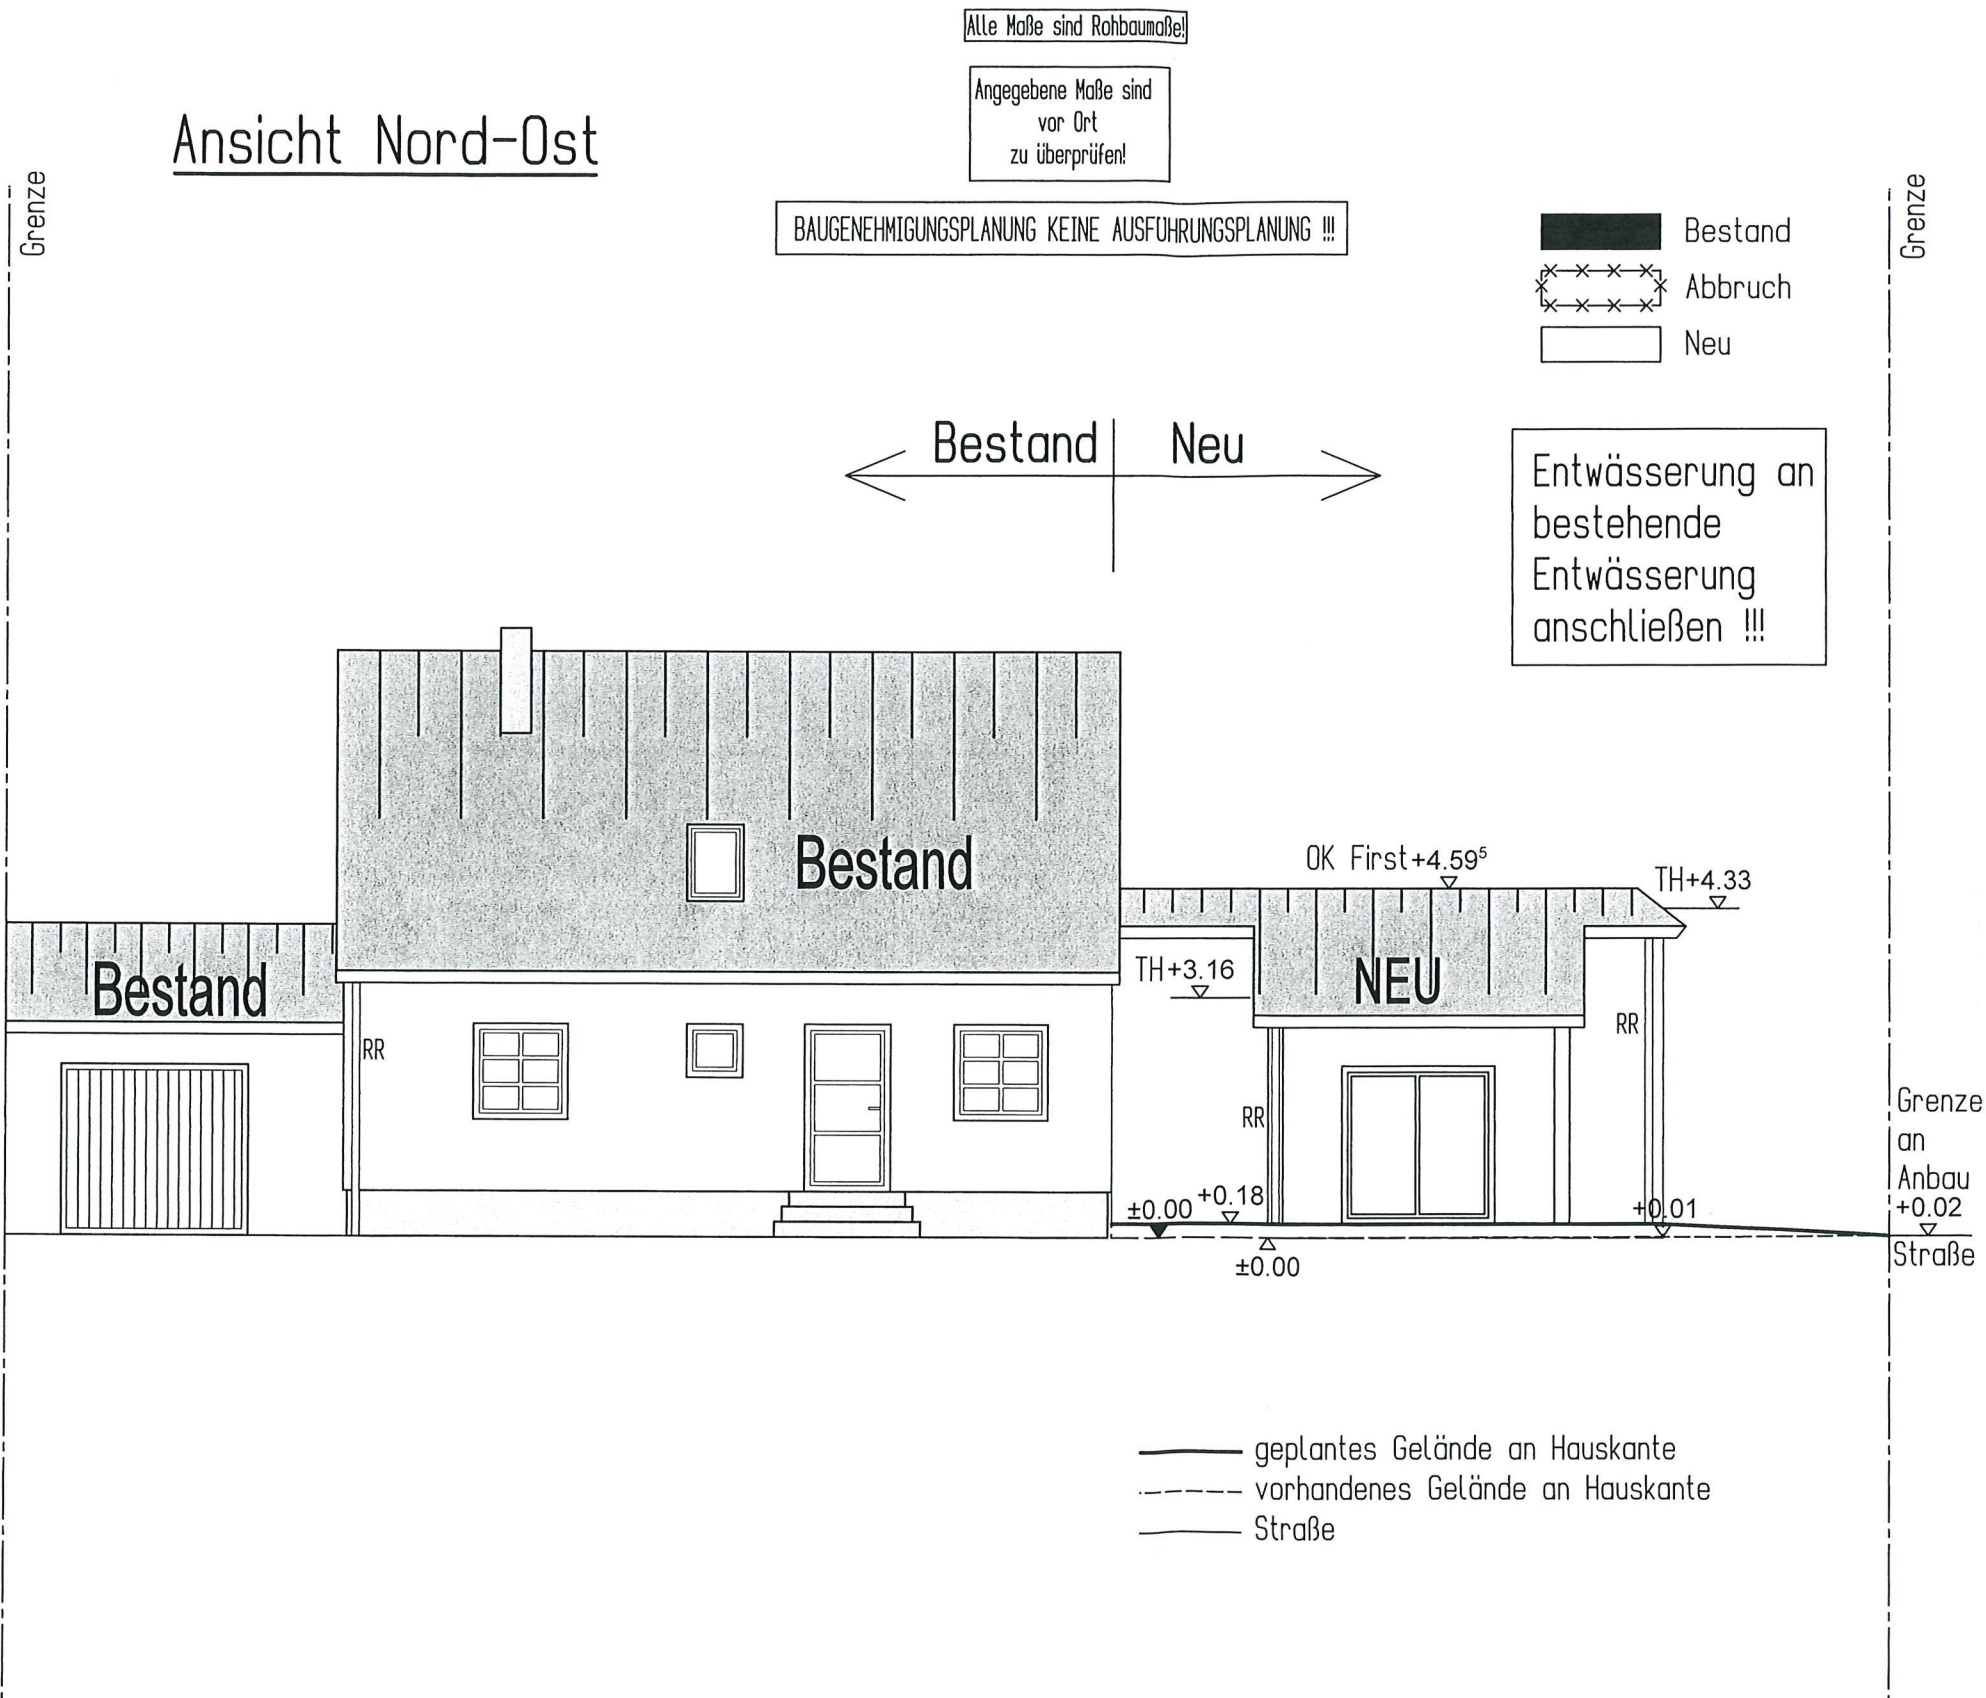 Alle Maße sind Rohbaumaße!
Angegebene Maße sind
vor Ort
zu überprüfen!
Ansicht Nord-Ost
BAUGENEHMIGUNGSPLANUNG KEINE AUSFÜHRUNGSPLANUNG !!!
Grenze
Grenze
Bestand
Abbruch
Neu
Bestand
Neu
Entwässerung an
bestehende
Entwässerung
anschließen !!!
Bestand
OK First+4.59⁵
TH+4.33
Bestand
TH+3.16
NEU
RR
RR
RR
Grenze
an
Anbau
+0.02
Straße
±0.00
+0.18
+0.01
±0.00
geplantes Gelände an Hauskante
vorhandenes Gelände an Hauskante
Straße